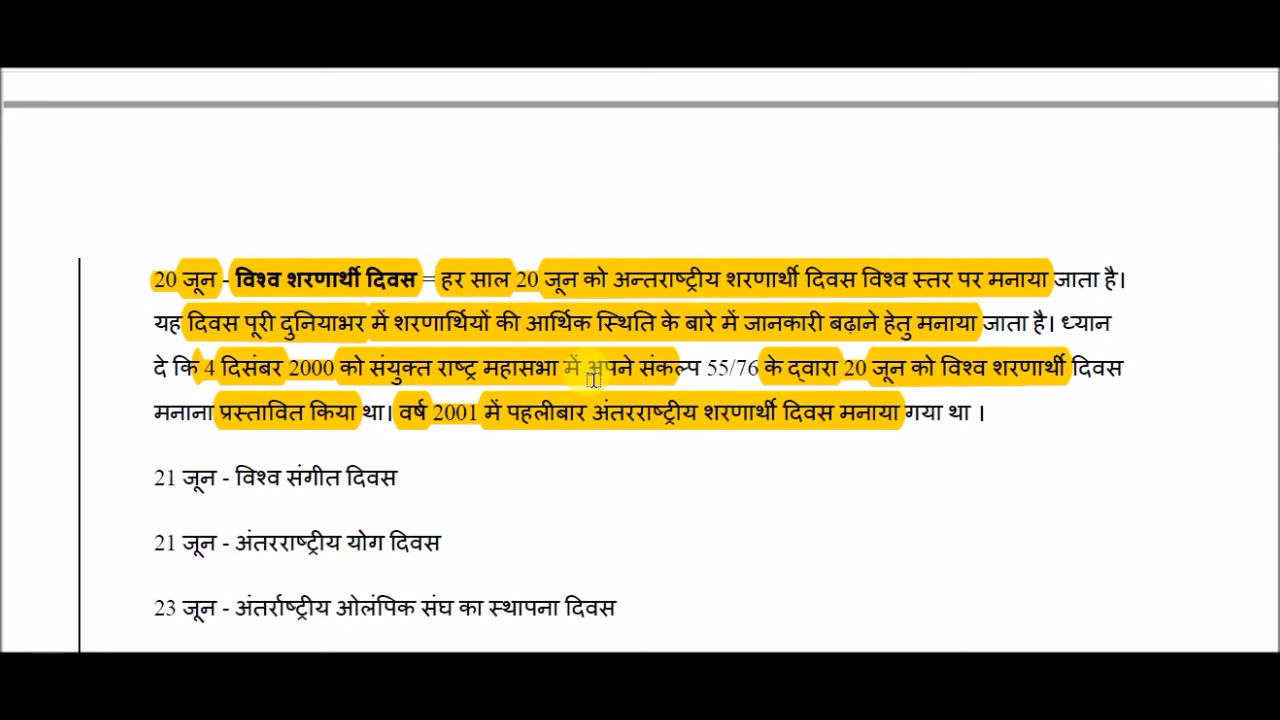 20 जून - विश्व शरणार्थी दिवस = हर साल 20 जून को अन्तराष्ट्रीय शरणार्थी दिवस विश्व स्तर पर मनाया जाता है।
यह दिवस पूरी दुनियाभर में शरणार्थियों की आर्थिक स्थिति के बारे में जानकारी बढ़ाने हेतु मनाया जाता है। ध्यान
दे कि 4 दिसंबर 2000 को संयुक्त राष्ट्र महासभा में अपने संकल्प 55/76 के द्वारा 20 जून को विश्व शरणार्थी दिवस
मनाना प्रस्तावित किया था। वर्ष 2001 में पहलीबार अंतरराष्ट्रीय शरणार्थी दिवस मनाया गया था ।
21 जून - विश्व संगीत दिवस
21 जून - अंतरराष्ट्रीय योग दिवस
23 जून - अंतर्राष्ट्रीय ओलंपिक संघ का स्थापना दिवस